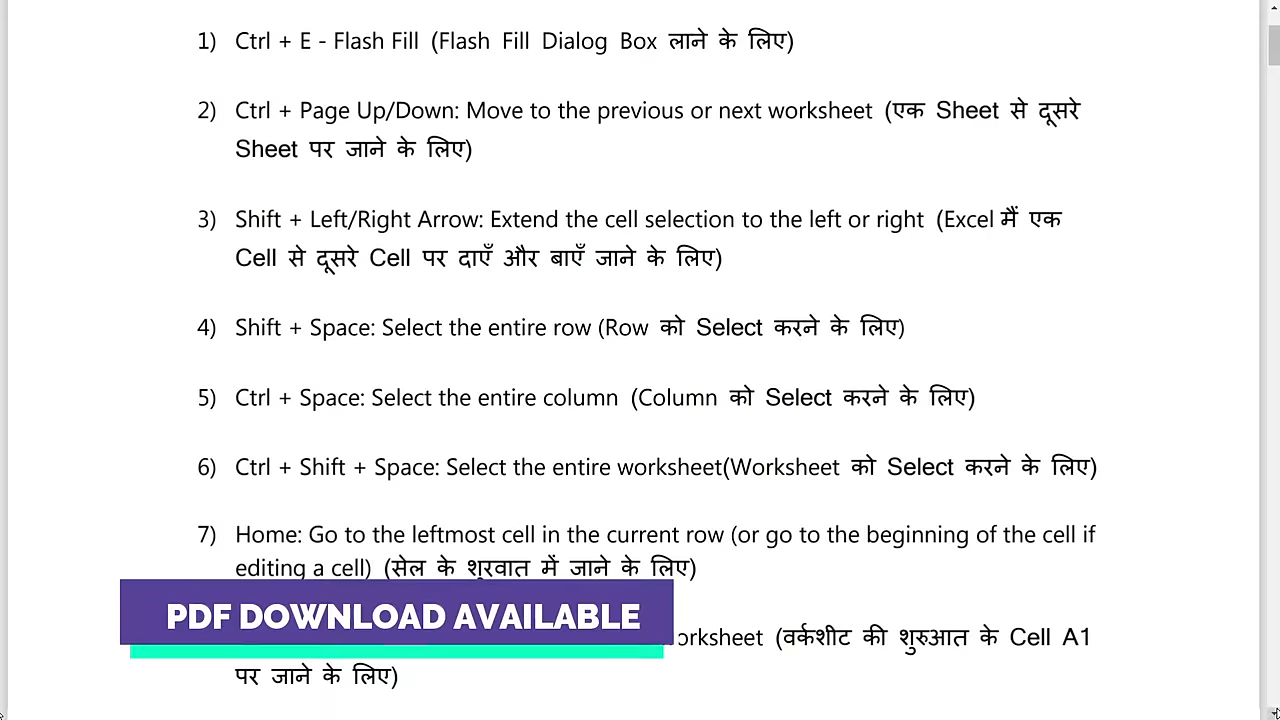 1) Ctrl + E - Flash Fill (Flash Fill Dialog Box लाने के लिए)
2) Ctrl + Page Up/Down: Move to the previous or next worksheet (एक Sheet से दूसरे
Sheet पर जाने के लिए)
3) Shift + Left/Right Arrow: Extend the cell selection to the left or right (Excel मैं एक
Cell से दूसरे Cell पर दाएँ और बाएँ जाने के लिए)
4) Shift + Space: Select the entire row (Row को Select करने के लिए)
5) Ctrl + Space: Select the entire column (Column को Select करने के लिए)
6) Ctrl + Shift + Space: Select the entire worksheet(Worksheet को Select करने के लिए)
7) Home: Go to the leftmost cell in the current row (or go to the beginning of the cell if
editing a cell) (सेल के शुरवात में जाने के लिए)
PDF DOWNLOAD AVAILABLE
orksheet (वर्कशीट की शुरुआत के Cell A1
पर जाने के लिए)